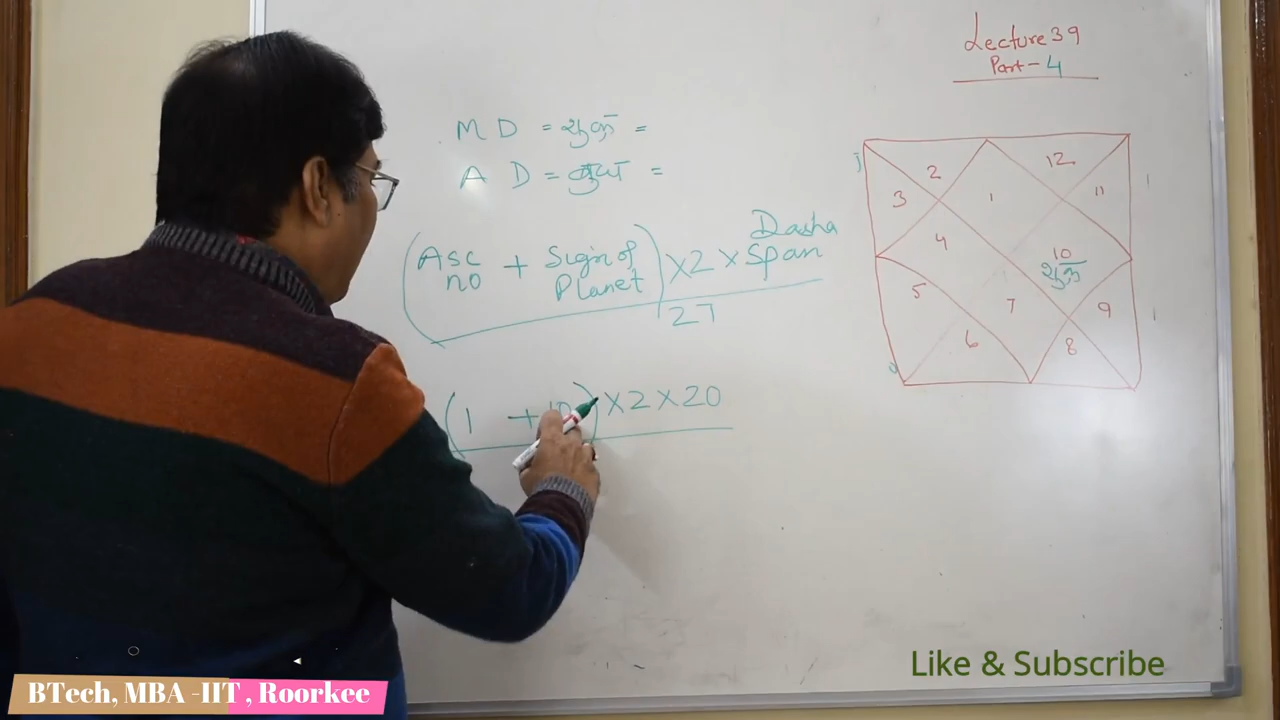 Lecture 39
Part - 4
M D = शुक्र =
A D = सूर्य =
(Asc no + Sign of Planet) × 2 × Dasha Span
27
(1 + 10) × 2 × 20
2 12
3 1 11
4 10
शुक्र
5 7 9
6 8
Like & Subscribe
BTech, MBA -IIT , Roorkee